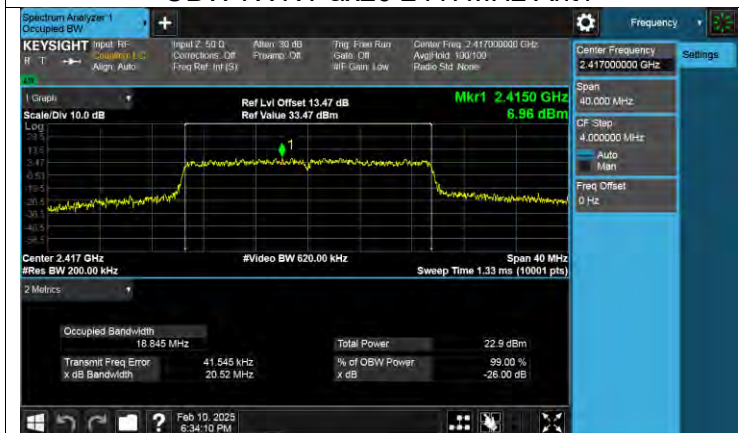 Spectrum Analyzer 1
Occupied BW
Frequency
KEYSIGHT Input: RF
R T
Align: Auto
Input Z: 50 Ω
Corrections: Off
Freq Ref: Int (S)
Atten: 30 dB
Preamp: Off
Trig: Free Run
Gate: Off
#IF Gain: Low
Center Freq: 2.417000000 GHz
Avg|Hold: 100/100
Radio Std: None
Center Frequency
2.417000000 GHz
Settings
Span
40.000 MHz
CF Step
4.000000 MHz
Auto
Man
Freq Offset
0 Hz
1 Graph
Scale/Div 10.0 dB
Ref Lvl Offset 13.47 dB
Ref Value 33.47 dBm
Mkr1 2.4150 GHz
6.96 dBm
Log
23.5
13.5
3.47
1
Center 2.417 GHz
#Res BW 200.00 kHz
#Video BW 620.00 kHz
Span 40 MHz
Sweep Time 1.33 ms (10001 pts)
2 Metrics
Occupied Bandwidth
18.845 MHz
Total Power 22.9 dBm
Transmit Freq Error 41.545 kHz
% of OBW Power 99.00 %
x dB Bandwidth 20.52 MHz
x dB -26.00 dB
?
Feb 10, 2025
6:34:10 PM